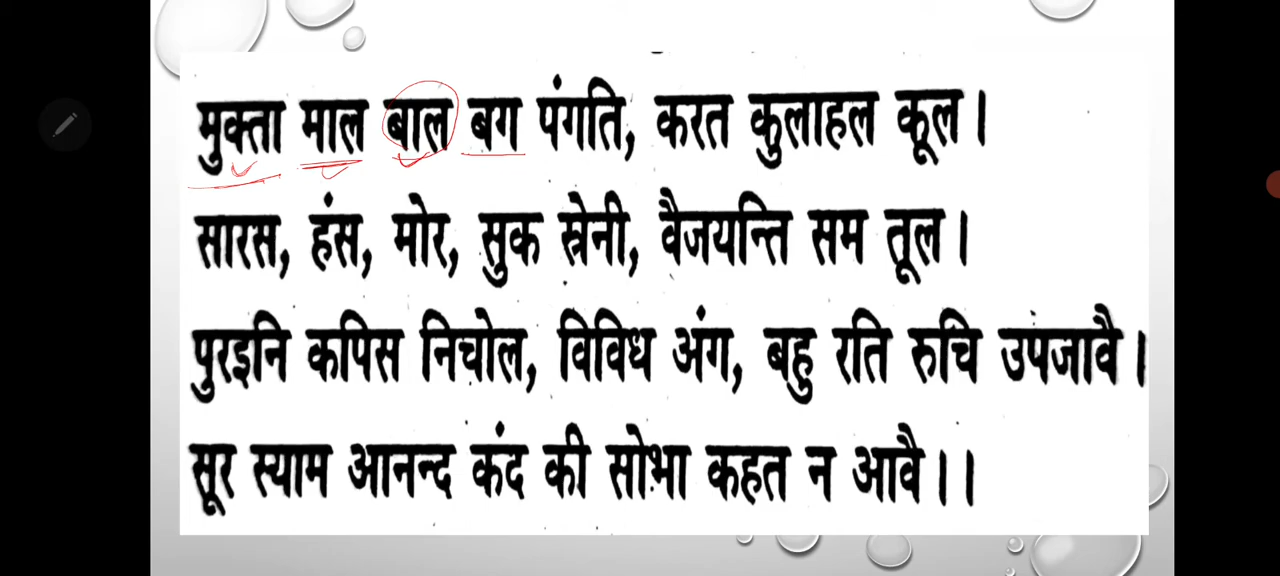 मुक्ता माल बाल बग पंगति, करत कुलाहल कूल।
सारस, हंस, मोर, सुक स्रेनी, वैजयन्ति सम तूल।
पुरइनि कपिस निचोल, विविध अंग, बहु रति रुचि उपजावै।
सूर स्याम आनन्द कंद की सोभा कहत न आवै।।